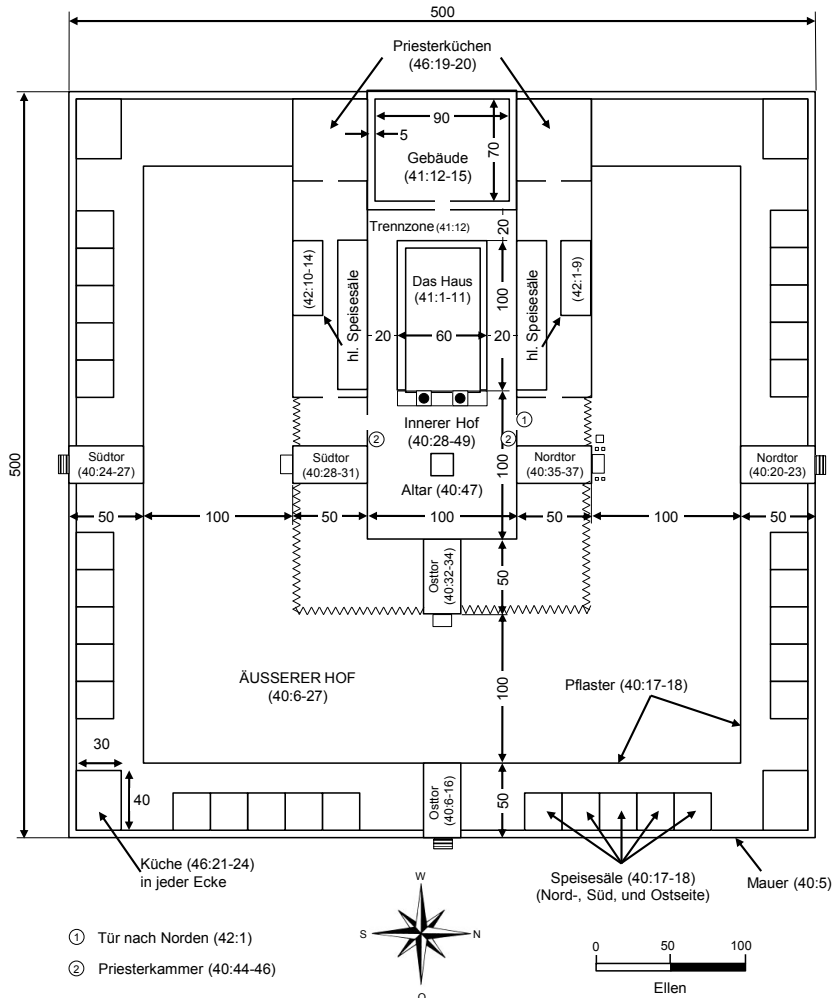 500
Priesterküchen
(46:19-20)
90
5
70
Gebäude
(41:12-15)
Trennzone (41:12)
20
(42:10-14)
hl. Speisesäle
Das Haus
(41:1-11)
100
hl. Speisesäle
(42:1-9)
20
60
20
500
①
Innerer Hof
(40:28-49)
②
②
100
Altar (40:47)
Südtor
(40:24-27)
Südtor
(40:28-31)
Nordtor
(40:35-37)
Nordtor
(40:20-23)
50
100
50
100
50
100
50
Osttor
(40:32-34)
50
ÄUSSERER HOF
(40:6-27)
100
Pflaster (40:17-18)
30
40
Osttor
(40:6-16)
50
Küche (46:21-24)
in jeder Ecke
Speisesäle (40:17-18)
(Nord-, Süd, und Ostseite)
Mauer (40:5)
W
S
N
O
① Tür nach Norden (42:1)
② Priesterkammer (40:44-46)
0
50
100
Ellen